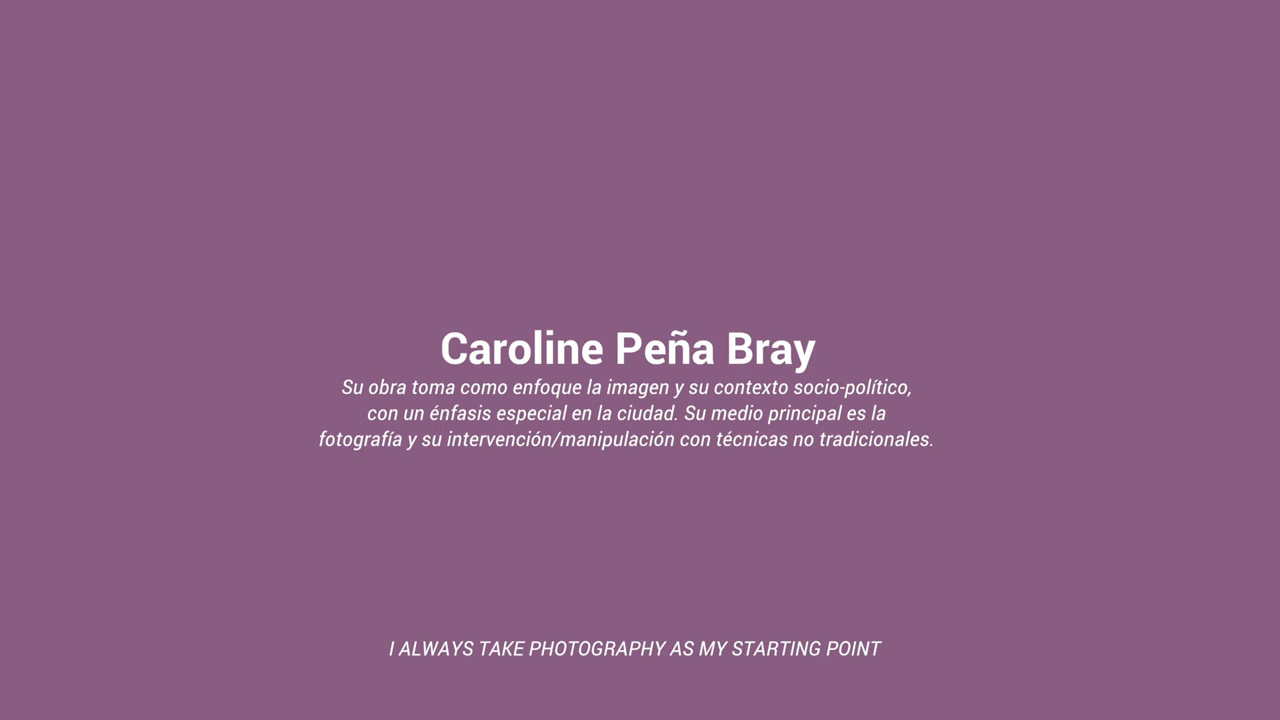 Caroline Peña Bray
Su obra toma como enfoque la imagen y su contexto socio-político,
con un énfasis especial en la ciudad. Su medio principal es la
fotografía y su intervención/manipulación con técnicas no tradicionales.
I ALWAYS TAKE PHOTOGRAPHY AS MY STARTING POINT